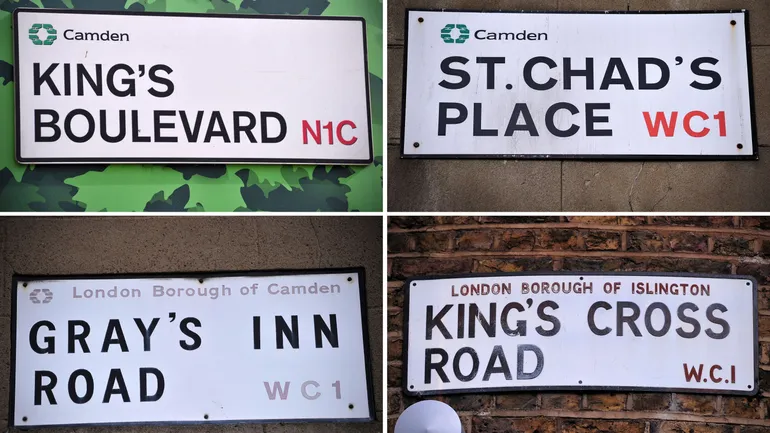 Camden
KING'S
BOULEVARD N1C
Camden
ST. CHAD'S
PLACE WC1
London Borough of Camden
GRAY'S INN
ROAD WC1
LONDON BOROUGH OF ISLINGTON
KING'S CROSS
ROAD W.C.1